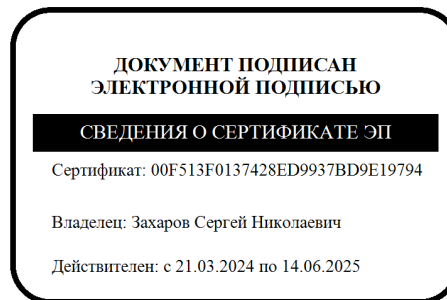 ДОКУМЕНТ ПОДПИСАН
ЭЛЕКТРОННОЙ ПОДПИСЬЮ
СВЕДЕНИЯ О СЕРТИФИКАТЕ ЭП
Сертификат: 00F513F0137428ED9937BD9E19794
Владелец: Захаров Сергей Николаевич
Действителен: с 21.03.2024 по 14.06.2025